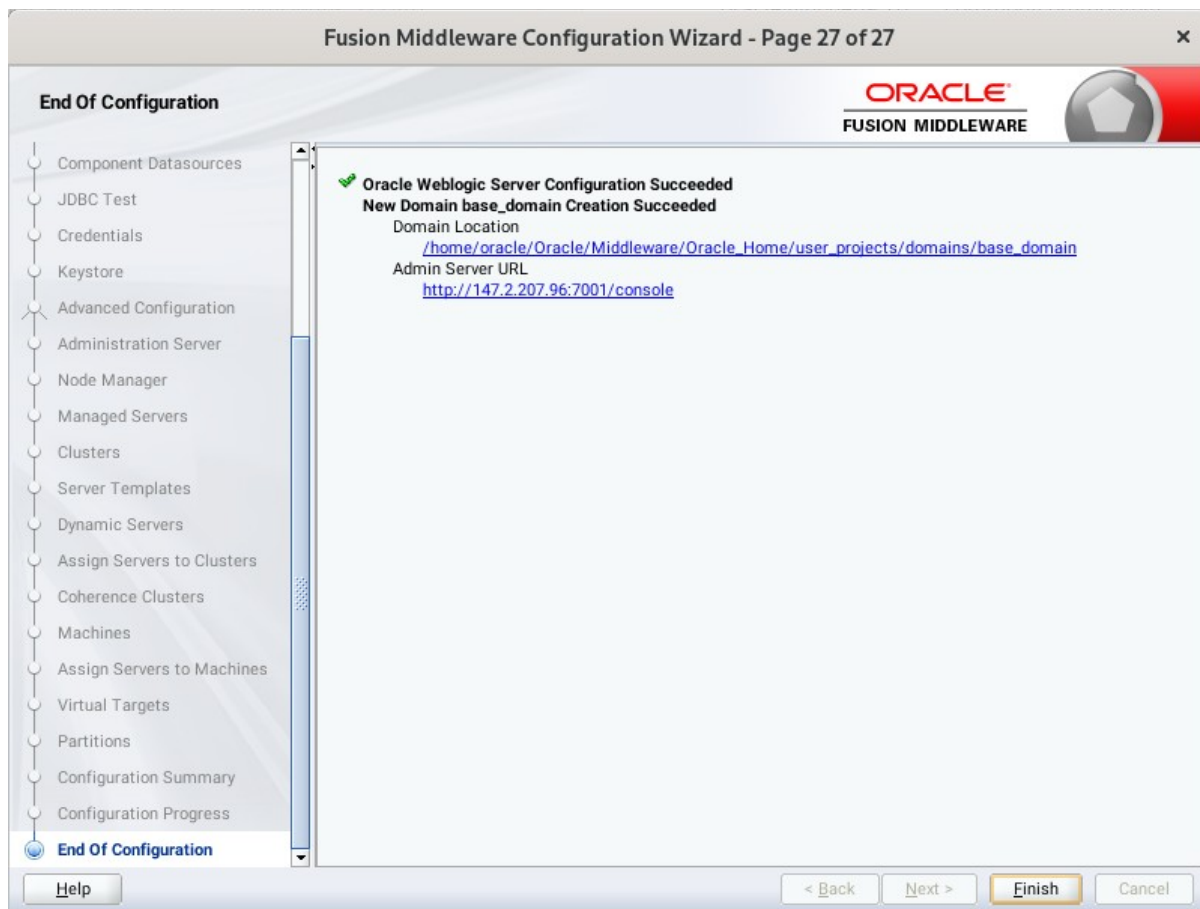 Fusion Middleware Configuration Wizard - Page 27 of 27
×
End Of Configuration
ORACLE
FUSION MIDDLEWARE
Component Datasources
JDBC Test
Credentials
Keystore
Advanced Configuration
Administration Server
Node Manager
Managed Servers
Clusters
Server Templates
Dynamic Servers
Assign Servers to Clusters
Coherence Clusters
Machines
Assign Servers to Machines
Virtual Targets
Partitions
Configuration Summary
Configuration Progress
End Of Configuration
Oracle Weblogic Server Configuration Succeeded
New Domain base_domain Creation Succeeded
Domain Location
/home/oracle/Oracle/Middleware/Oracle_Home/user_projects/domains/base_domain
Admin Server URL
http://147.2.207.96:7001/console
Help
< Back
Next >
Finish
Cancel